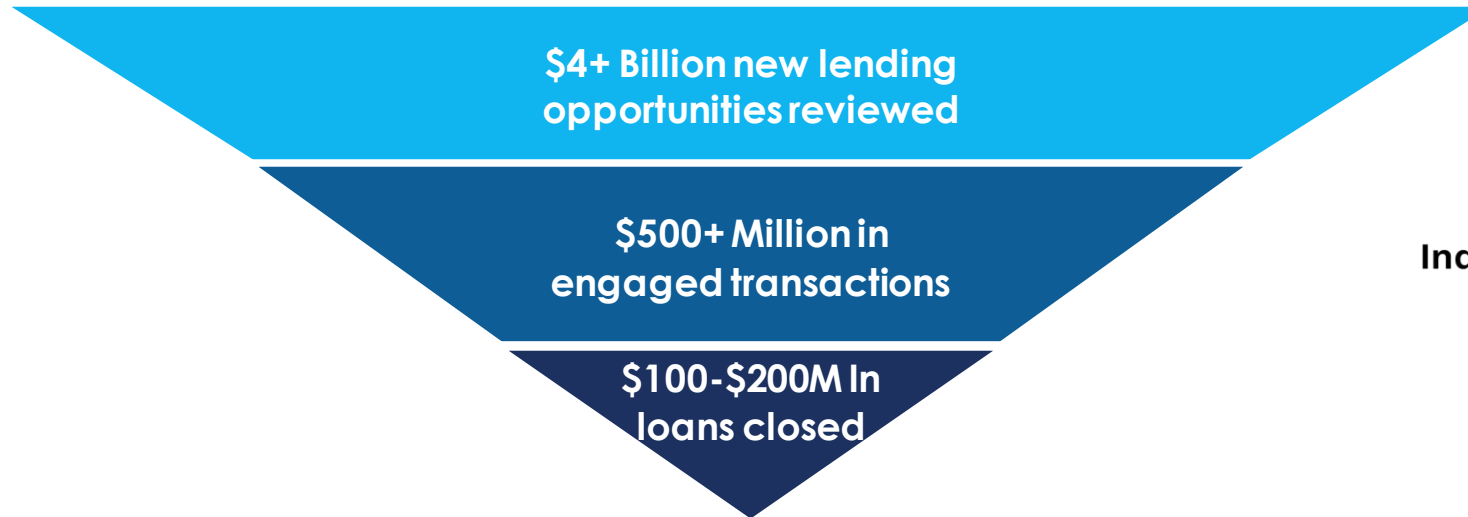 $4+ Billion new lending
opportunities reviewed
$500+ Million in
engaged transactions
$100-$200M In
loans closed